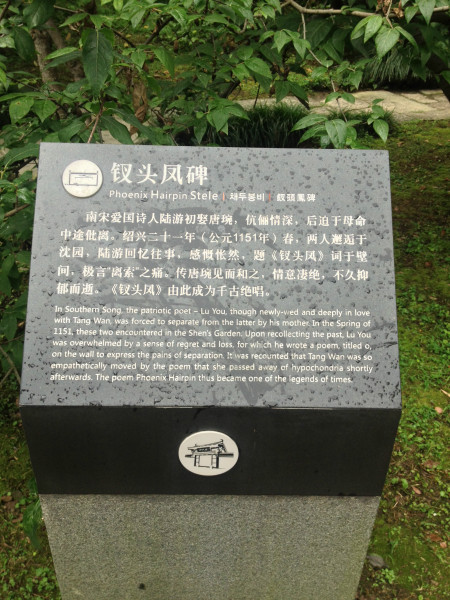 钗头凤碑
Phoenix Hairpin Stele | 채두봉비 | 釵頭鳳碑
南宋爱国诗人陆游初娶唐琬，伉俪情深，后迫于母命
中途仳离。绍兴二十一年（公元1151年）春，两人邂逅于
沈园，陆游回忆往事，感慨怅然，题《钗头凤》词于壁
间，极言“离索”之痛。传唐琬见而和之，情意凄绝，不久抑
郁而逝。《钗头凤》由此成为千古绝唱。
In Southern Song, the patriotic poet – Lu You, though newly-wed and deeply in love
with Tang Wan, was forced to separate from the latter by his mother. In the Spring of
1151, these two encountered in the Shen's Garden. Upon recollecting the past, Lu You
was overwhelmed by a sense of regret and loss, for which he wrote a poem, titled o,
on the wall to express the pains of separation. It was recounted that Tang Wan was so
empathetically moved by the poem that she passed away of hypochondria shortly
afterwards. The poem Phoenix Hairpin thus became one of the legends of times.